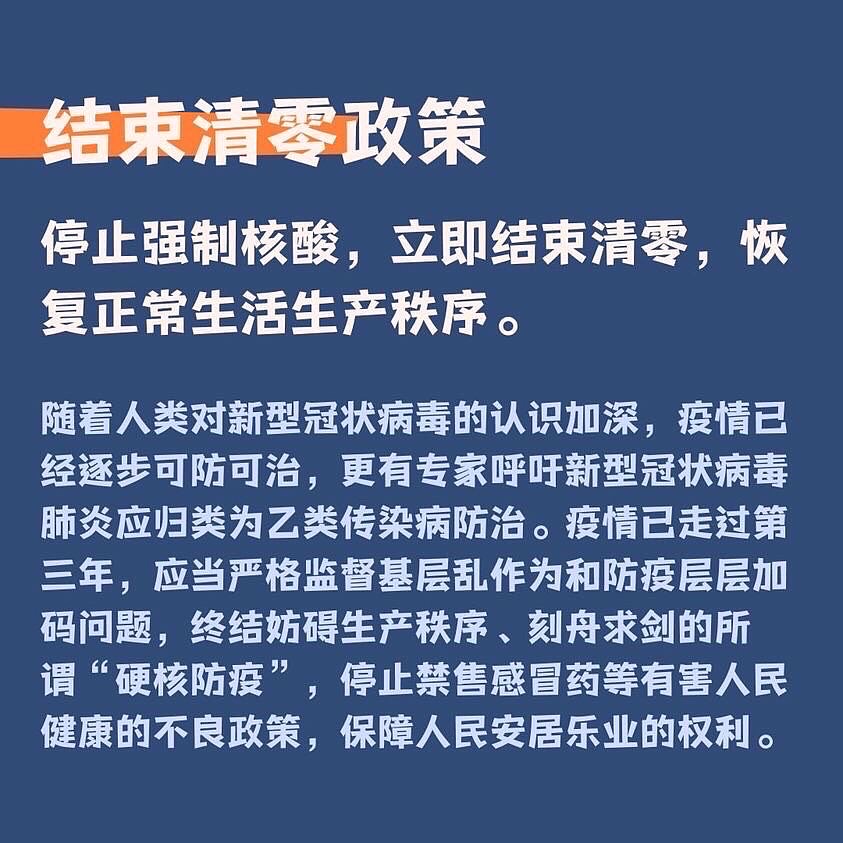 结束清零政策
停止强制核酸，立即结束清零，恢
复正常生活生产秩序。
随着人类对新型冠状病毒的认识加深，疫情已
经逐步可防可治，更有专家呼吁新型冠状病毒
肺炎应归类为乙类传染病防治。疫情已走过第
三年，应当严格监督基层乱作为和防疫层层加
码问题，终结妨碍生产秩序、刻舟求剑的所
谓“硬核防疫”，停止禁售感冒药等有害人民
健康的不良政策，保障人民安居乐业的权利。